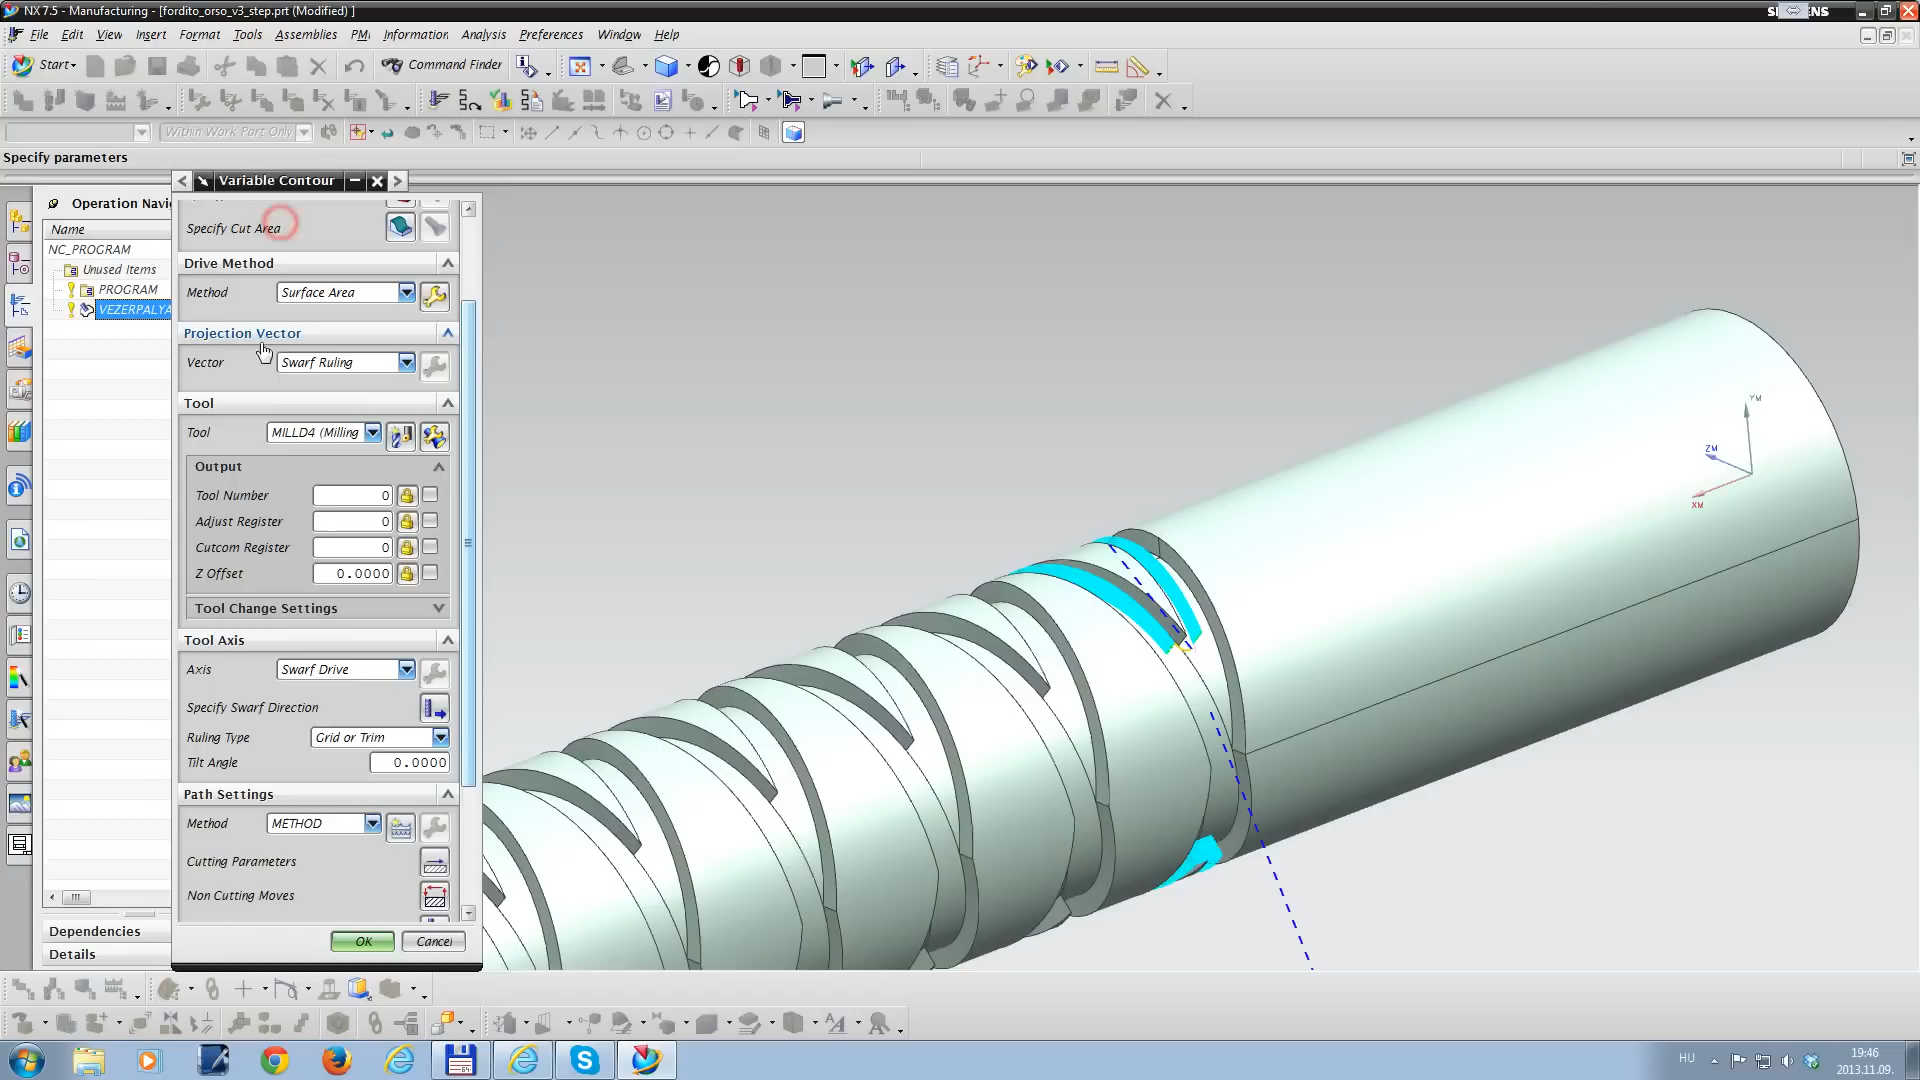 NX 7.5 - Manufacturing - [fordito_orso_v3_step.prt (Modified) ]
File Edit View Insert Format Tools Assemblies PMI Information Analysis Preferences Window Help
Start Command Finder
Within Work Part Only
Specify parameters
Variable Contour
Operation Navi
Name
NC_PROGRAM
Unused Items
PROGRAM
VEZERPALYA
Dependencies
Details
Specify Cut Area
Drive Method
Method Surface Area
Projection Vector
Vector Swarf Ruling
Tool
Tool MILLD4 (Milling
Output
Tool Number 0
Adjust Register 0
Cutcom Register 0
Z Offset 0.0000
Tool Change Settings
Tool Axis
Axis Swarf Drive
Specify Swarf Direction
Ruling Type Grid or Trim
Tilt Angle 0.0000
Path Settings
Method METHOD
Cutting Parameters
Non Cutting Moves
OK Cancel
YM
ZM
XM
HU
19:46
2013.11.09.